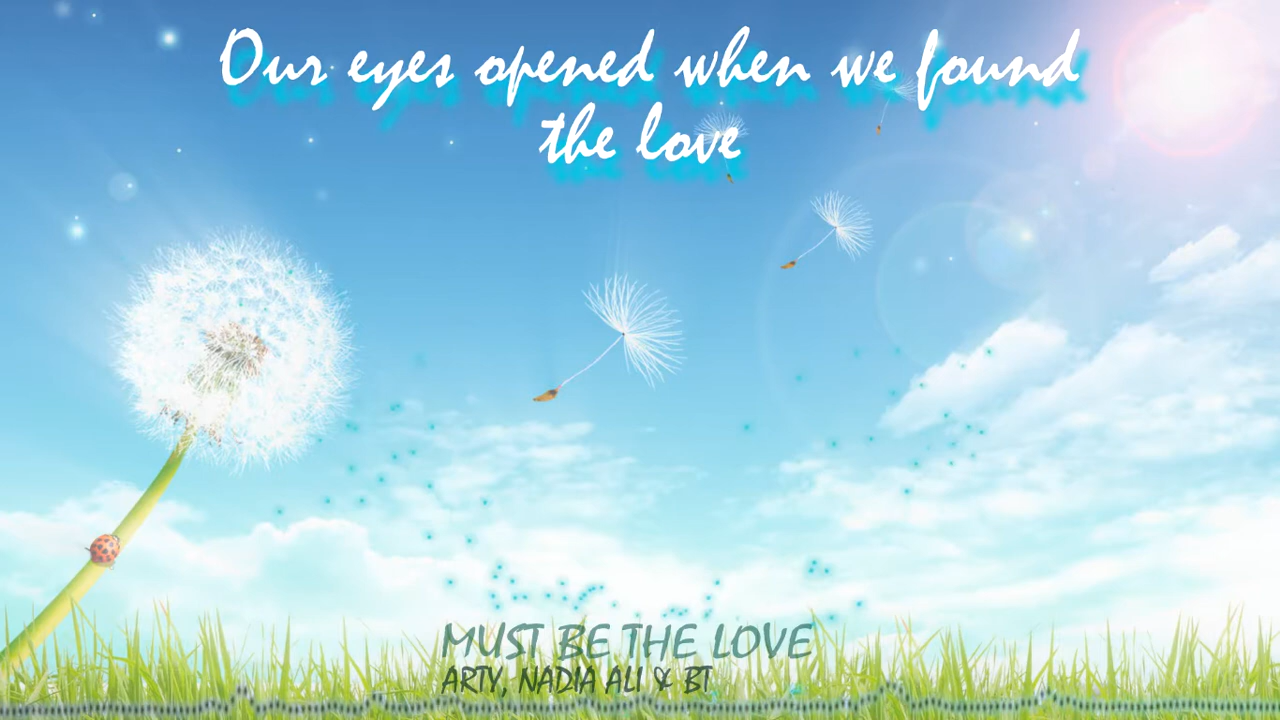 Our eyes opened when we found
the love
MUST BE THE LOVE
ARTY, NADIA ALI & BT